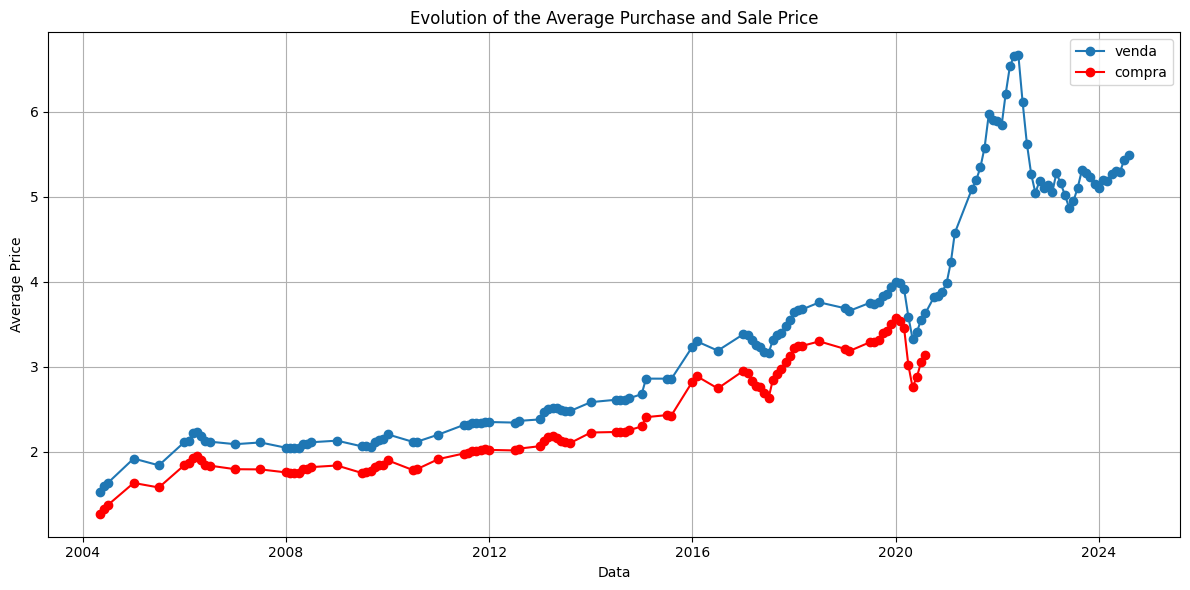 Evolution of the Average Purchase and Sale Price
venda
compra
Average Price
6
5
4
3
2
2004
2008
2012
2016
2020
2024
Data